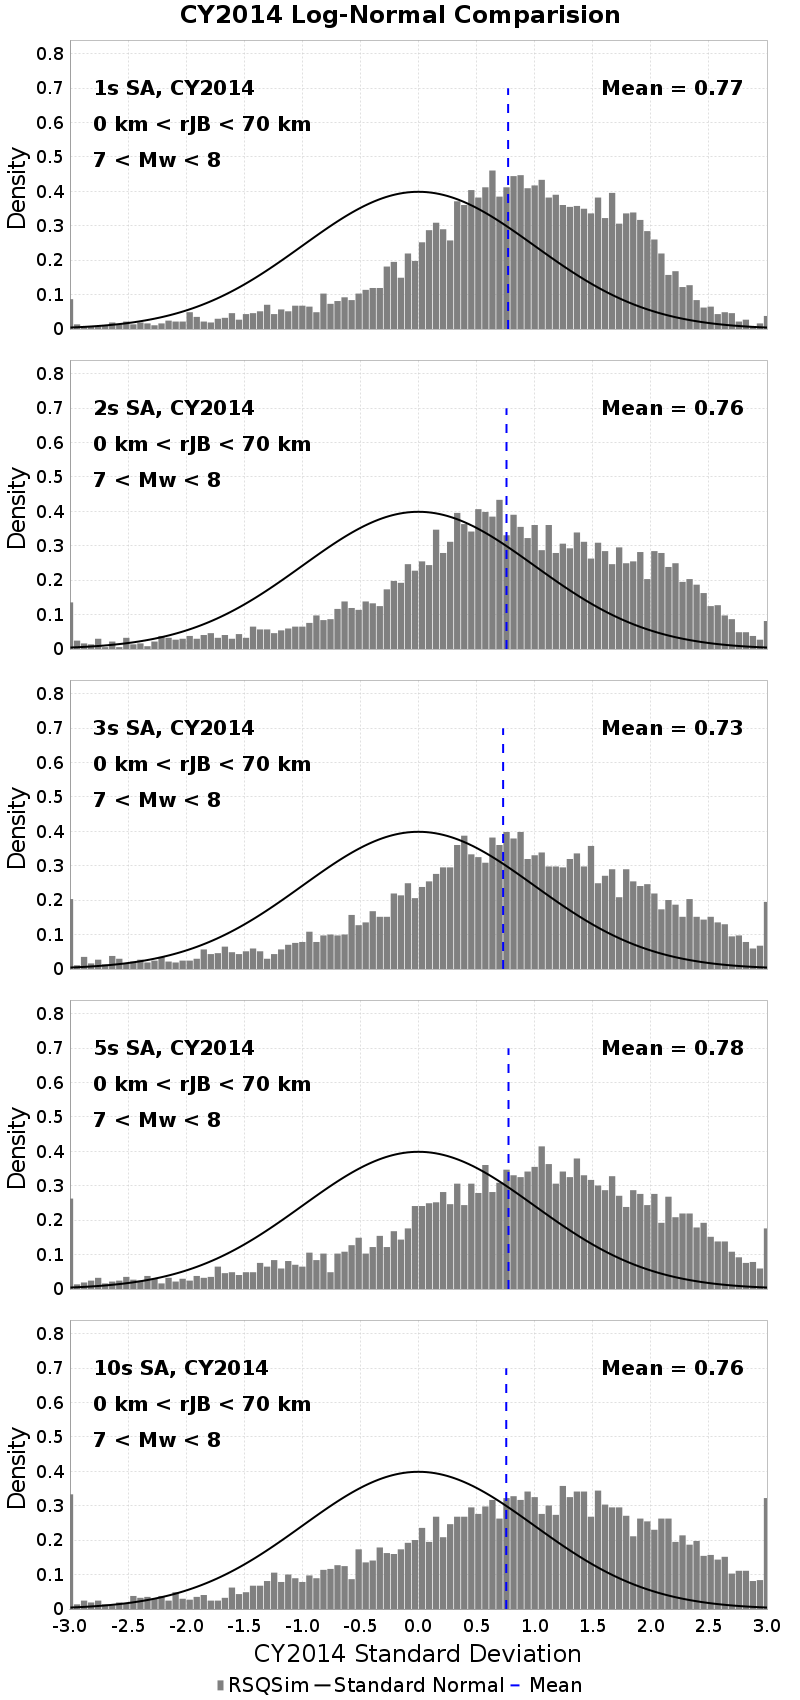 CY2014 Log-Normal Comparision
0.8
0.7
0.6
0.5
0.4
0.3
0.2
0.1
0
Density
1s SA, CY2014
0 km < rJB < 70 km
7 < Mw < 8
Mean = 0.77
0.8
0.7
0.6
0.5
0.4
0.3
0.2
0.1
0
Density
2s SA, CY2014
0 km < rJB < 70 km
7 < Mw < 8
Mean = 0.76
0.8
0.7
0.6
0.5
0.4
0.3
0.2
0.1
0
Density
3s SA, CY2014
0 km < rJB < 70 km
7 < Mw < 8
Mean = 0.73
0.8
0.7
0.6
0.5
0.4
0.3
0.2
0.1
0
Density
5s SA, CY2014
0 km < rJB < 70 km
7 < Mw < 8
Mean = 0.78
0.8
0.7
0.6
0.5
0.4
0.3
0.2
0.1
0
Density
10s SA, CY2014
0 km < rJB < 70 km
7 < Mw < 8
Mean = 0.76
-3.0 -2.5 -2.0 -1.5 -1.0 -0.5 0.0 0.5 1.0 1.5 2.0 2.5 3.0
CY2014 Standard Deviation
RSQSim Standard Normal Mean